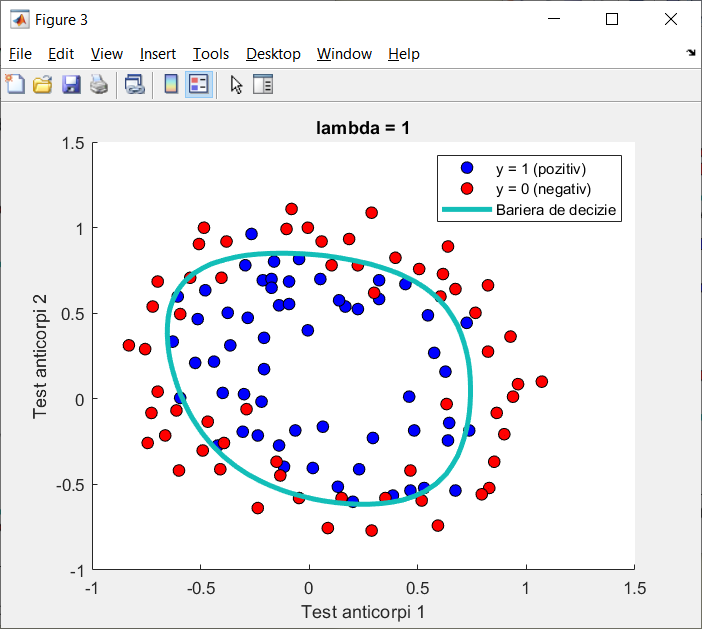 Figure 3
File Edit View Insert Tools Desktop Window Help
lambda = 1
y = 1 (pozitiv)
y = 0 (negativ)
Bariera de decizie
1.5
1
0.5
0
-0.5
-1
Test anticorpi 2
-1 -0.5 0 0.5 1 1.5
Test anticorpi 1